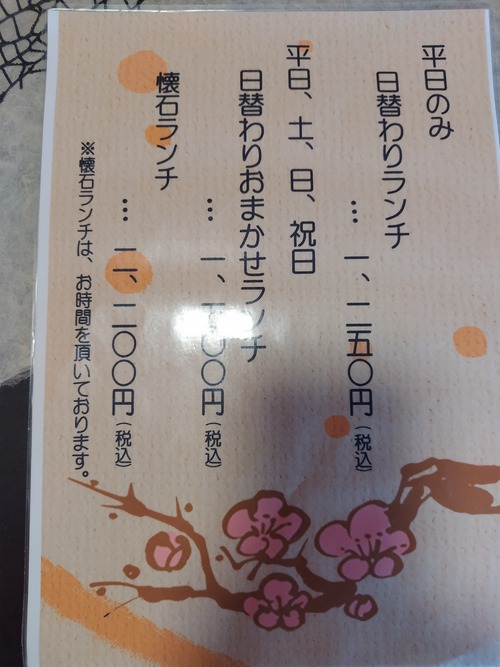 平日のみ
日替わりランチ
… 一、二五〇円(税込)
平日、土、日、祝日
日替わりおまかせランチ
… 一、五〇〇円(税込)
懐石ランチ
… 二、二〇〇円(税込)
※懐石ランチは、お時間を頂いております。